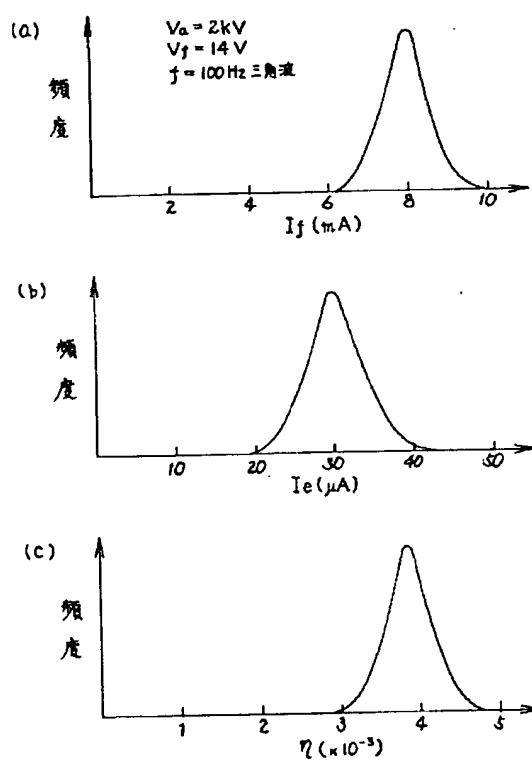 (a)
Va = 2kV
Vf = 14V
f = 100Hz 三角波
頻度
2 4 6 8 10
If (mA)
(b)
頻度
10 20 30 40 50
Ie (μA)
(c)
頻度
1 2 3 4 5
η (×10⁻³)